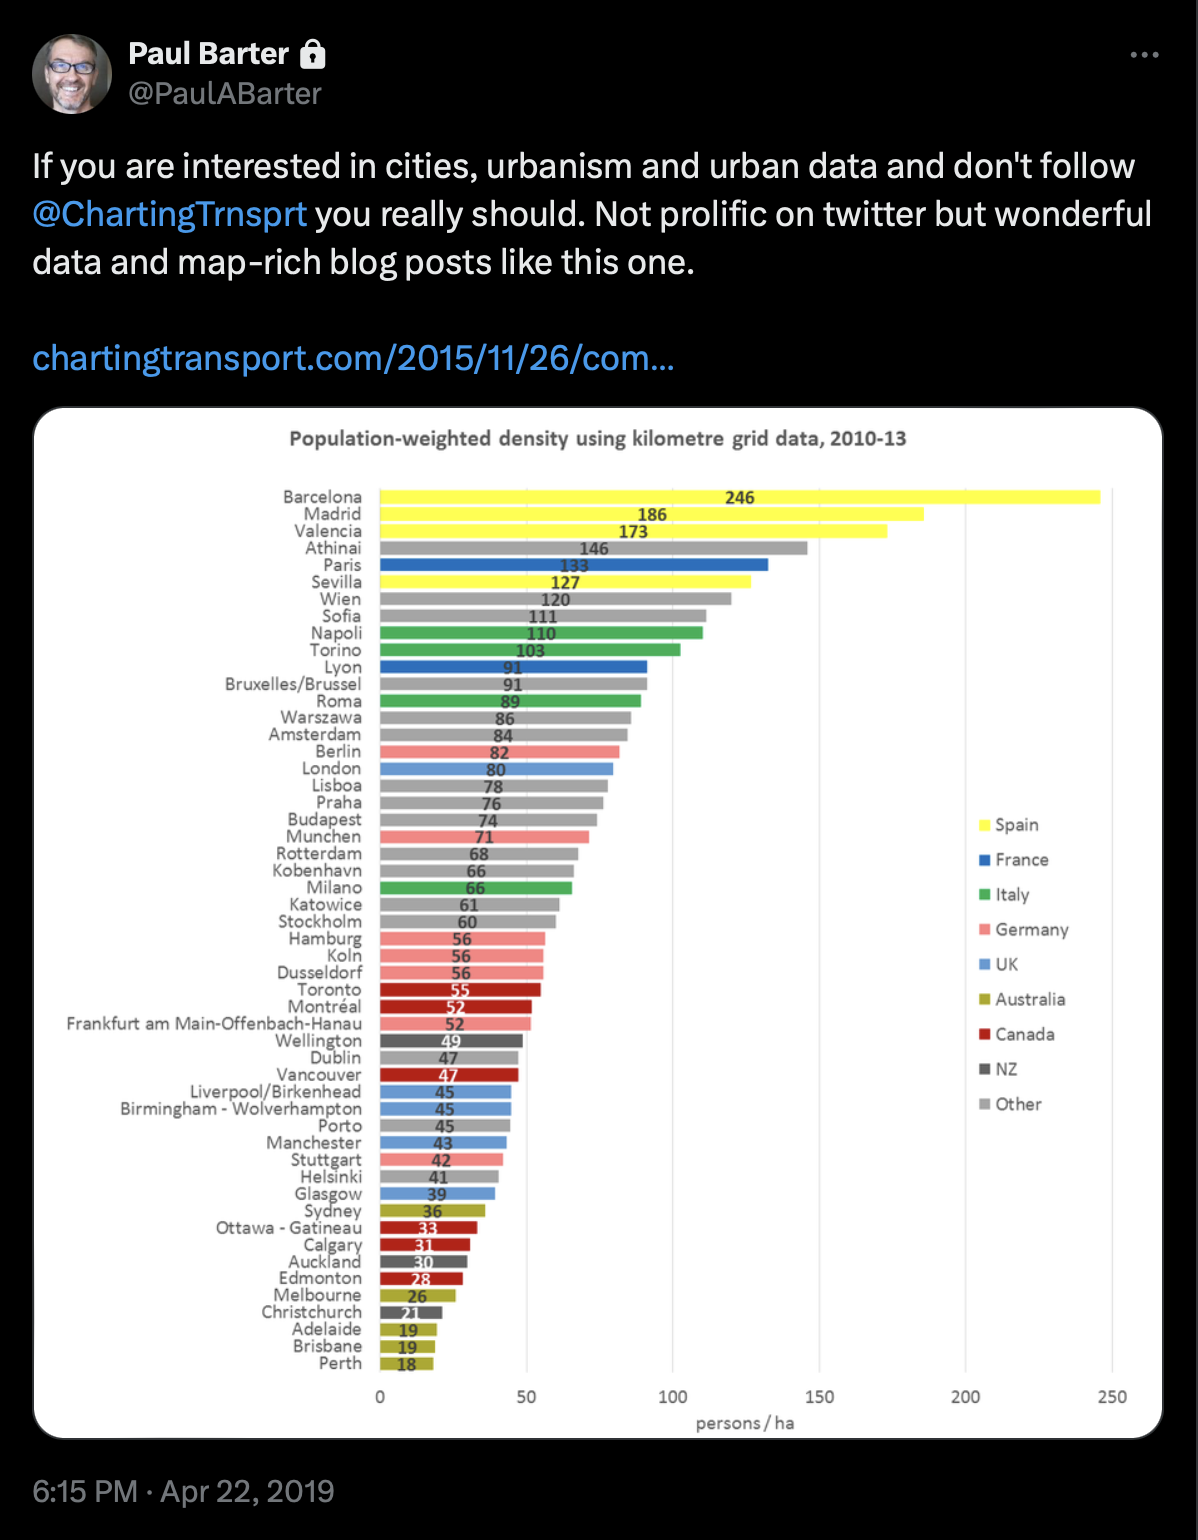 Paul Barter
@PaulABarter
If you are interested in cities, urbanism and urban data and don't follow
@ChartingTrnsprt you really should. Not prolific on twitter but wonderful
data and map-rich blog posts like this one.
chartingtransport.com/2015/11/26/com...
Population-weighted density using kilometre grid data, 2010-13
Barcelona 246
Madrid 186
Valencia 173
Athinai 146
Paris 133
Sevilla 127
Wien 120
Sofia 111
Napoli 110
Torino 103
Lyon 91
Bruxelles/Brussel 91
Roma 89
Warszawa 86
Amsterdam 84
Berlin 82
London 80
Lisboa 78
Praha 76
Budapest 74
Munchen 71
Rotterdam 68
Kobenhavn 66
Milano 66
Katowice 61
Stockholm 60
Hamburg 56
Koln 56
Dusseldorf 56
Toronto 55
Montréal 52
Frankfurt am Main-Offenbach-Hanau 52
Wellington 49
Dublin 47
Vancouver 47
Liverpool/Birkenhead 45
Birmingham - Wolverhampton 45
Porto 45
Manchester 43
Stuttgart 42
Helsinki 41
Glasgow 39
Sydney 36
Ottawa - Gatineau 33
Calgary 31
Auckland 30
Edmonton 28
Melbourne 26
Christchurch 21
Adelaide 19
Brisbane 19
Perth 18
0 50 100 150 200 250
persons / ha
Spain
France
Italy
Germany
UK
Australia
Canada
NZ
Other
6:15 PM · Apr 22, 2019